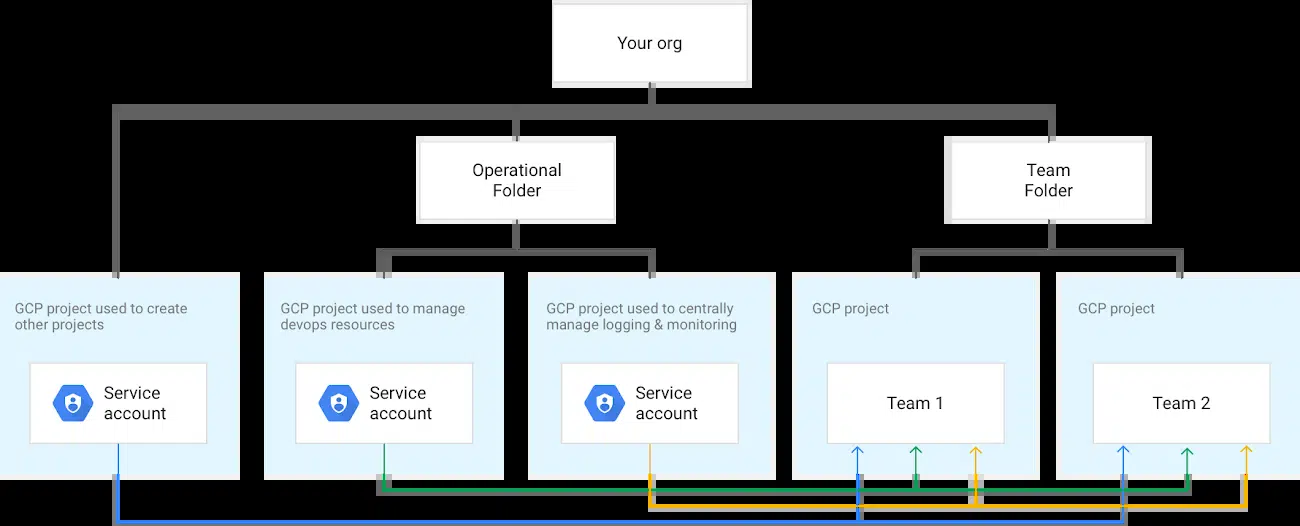 Your org
Operational
Folder
Team
Folder
GCP project used to create
other projects
Service
account
GCP project used to manage
devops resources
Service
account
GCP project used to centrally
manage logging & monitoring
Service
account
GCP project
Team 1
GCP project
Team 2